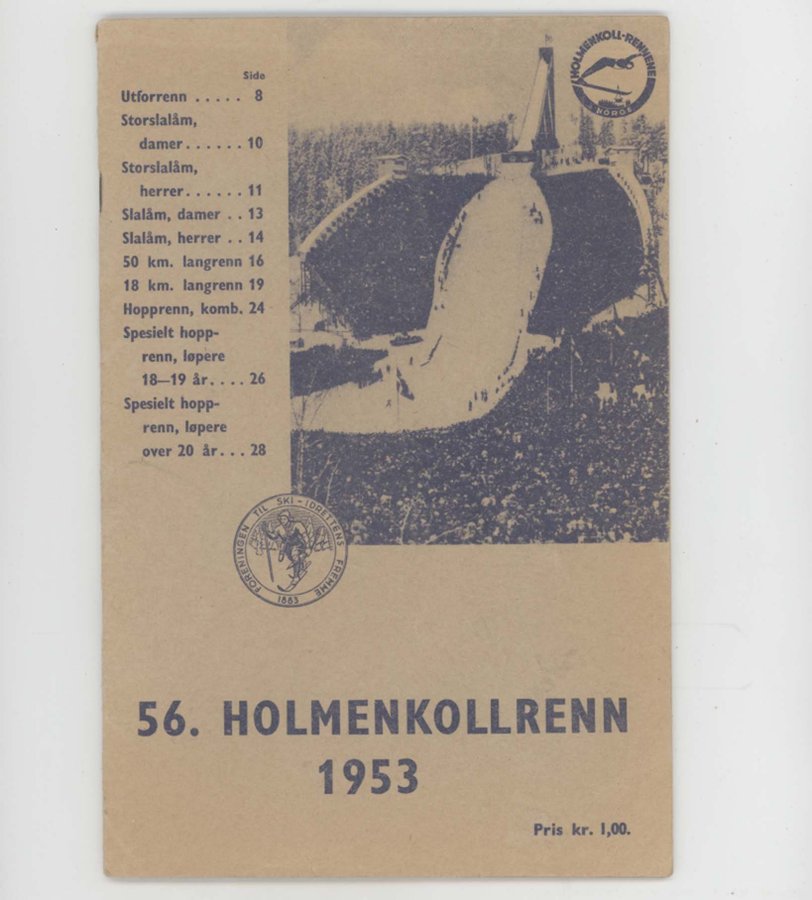 Side
Utforrenn ..... 8
Storslalåm,
damer...... 10
Storslalåm,
herrer...... 11
Slalåm, damer .. 13
Slalåm, herrer .. 14
50 km. langrenn 16
18 km. langrenn 19
Hopprenn, komb. 24
Spesielt hopp-
renn, løpere
18—19 år.... 26
Spesielt hopp-
renn, løpere
over 20 år... 28
HOLMENKOLL-RENNENE
NORGE
FORENINGEN TIL SKI-IDRETTENS FREMME
1883
56. HOLMENKOLLRENN
1953
Pris kr. 1,00.